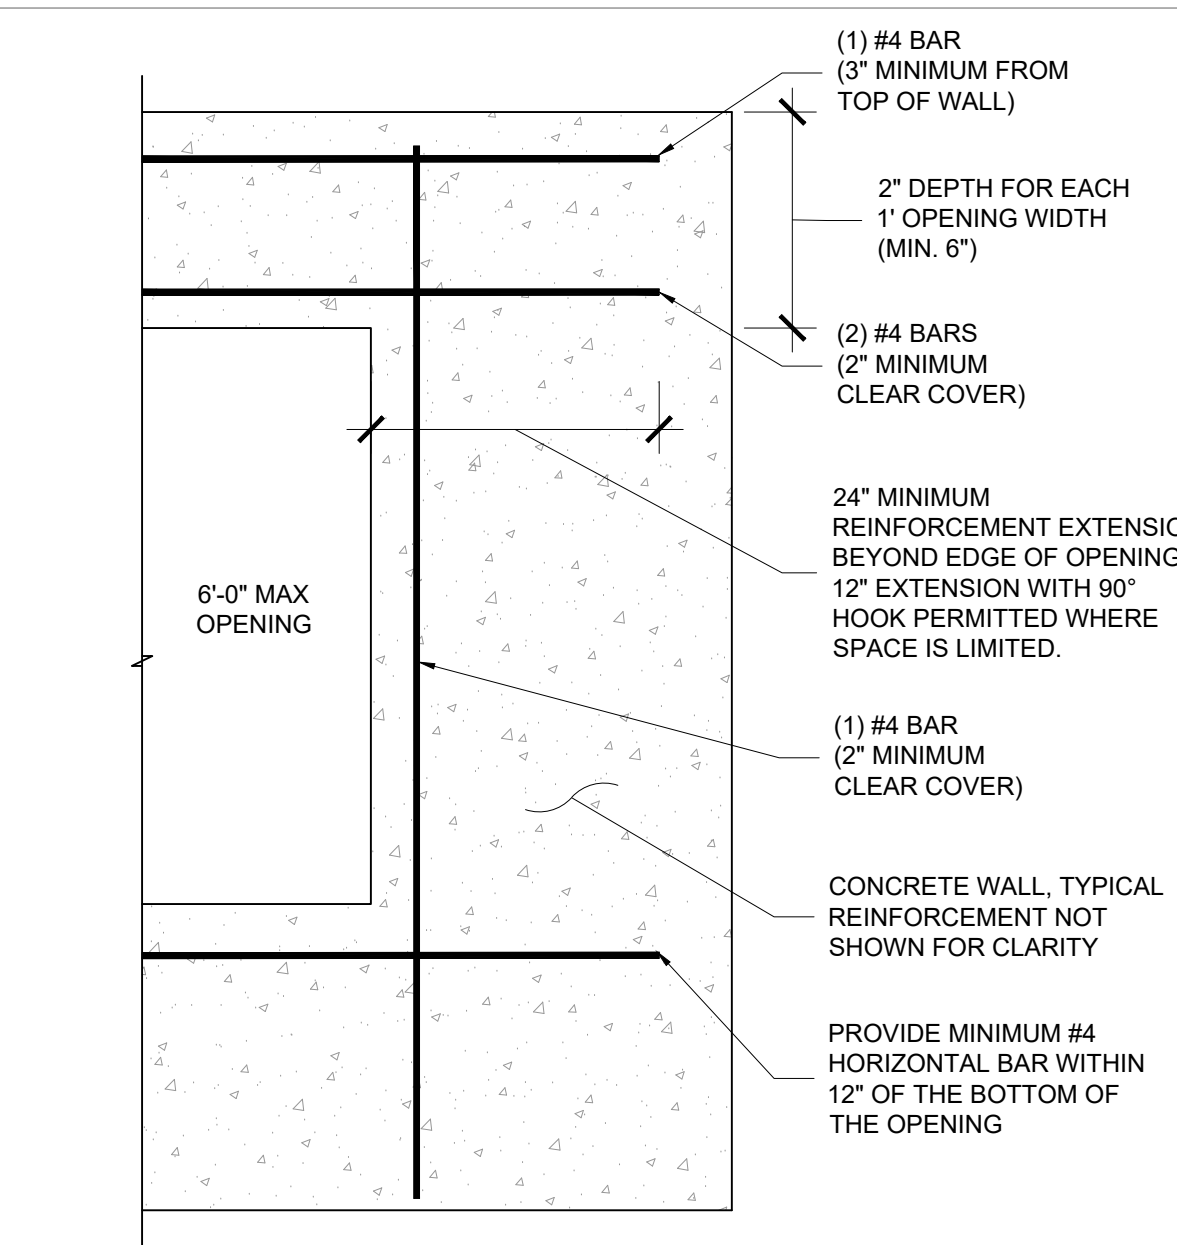 (1) #4 BAR
(3" MINIMUM FROM
TOP OF WALL)
2" DEPTH FOR EACH
1' OPENING WIDTH
(MIN. 6")
(2) #4 BARS
(2" MINIMUM
CLEAR COVER)
24" MINIMUM
REINFORCEMENT EXTENSIO
BEYOND EDGE OF OPENING
12" EXTENSION WITH 90°
HOOK PERMITTED WHERE
SPACE IS LIMITED.
6'-0" MAX
OPENING
(1) #4 BAR
(2" MINIMUM
CLEAR COVER)
CONCRETE WALL, TYPICAL
REINFORCEMENT NOT
SHOWN FOR CLARITY
PROVIDE MINIMUM #4
HORIZONTAL BAR WITHIN
12" OF THE BOTTOM OF
THE OPENING